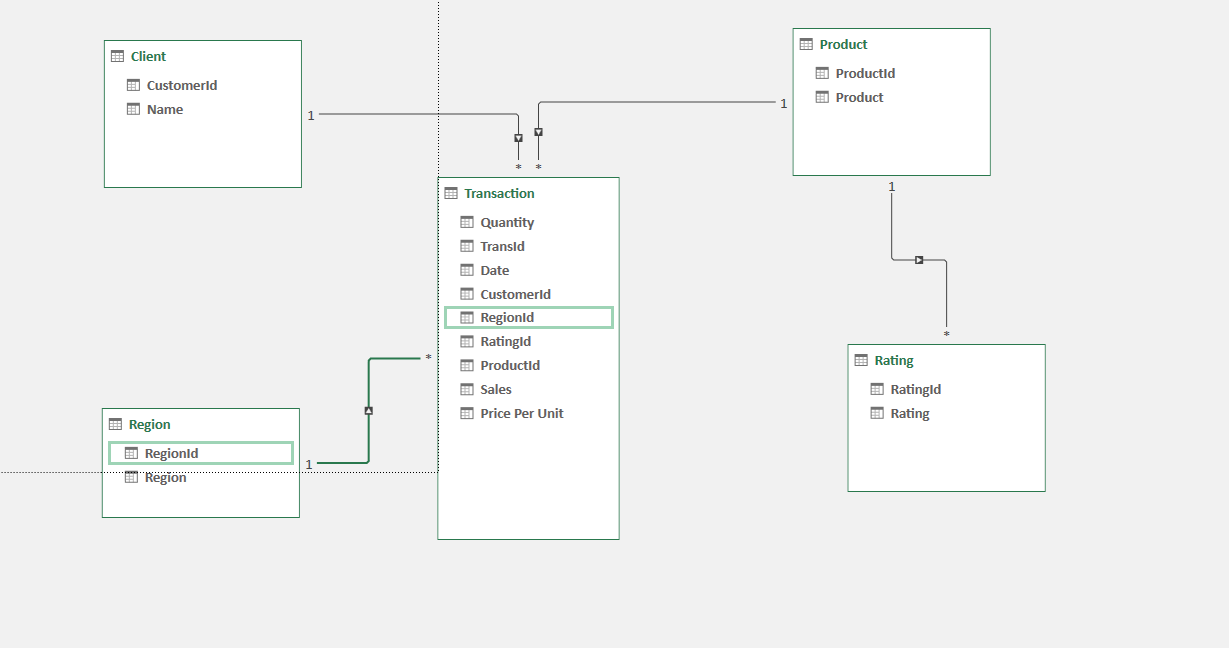 Client
CustomerId
Name
1
Product
ProductId
Product
1
1
*
*
Transaction
Quantity
TransId
Date
CustomerId
RegionId
RatingId
ProductId
Sales
Price Per Unit
*
Region
RegionId
Region
1
*
Rating
RatingId
Rating